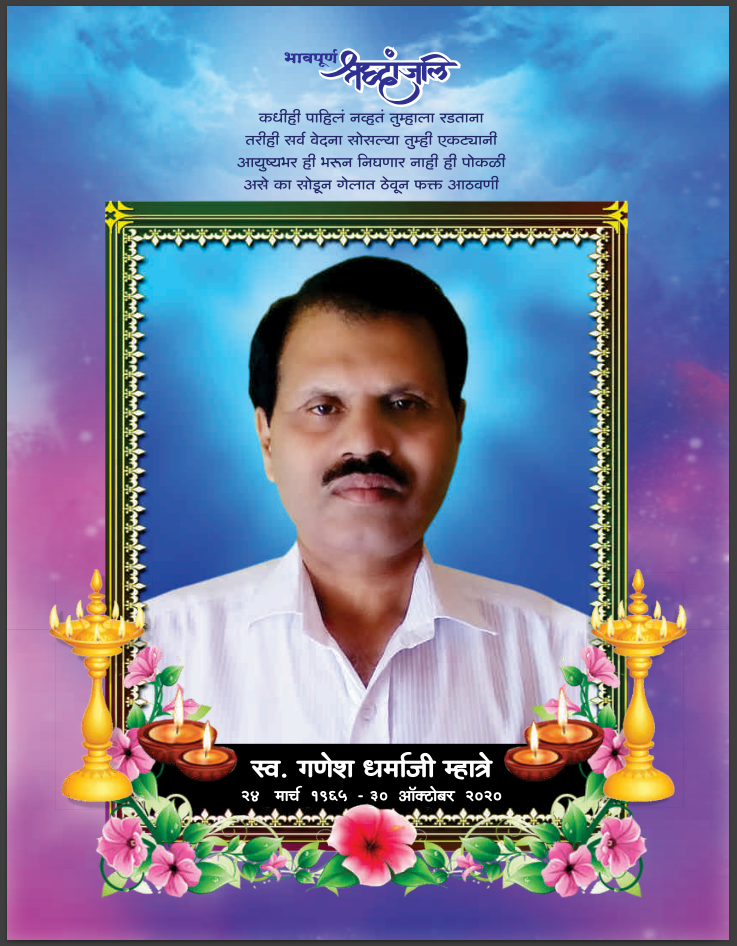 भावपूर्ण श्रद्धांजलि
कधीही पाहिलं नव्हतं तुम्हाला रडताना
तरीही सर्व वेदना सोसल्या तुम्ही एकट्यानी
आयुष्यभर ही भरून निघणार नाही ही पोकळी
असे का सोडून गेलात ठेवून फक्त आठवणी
स्व. गणेश धर्माजी म्हात्रे
२४ मार्च १९६५ - ३० ऑक्टोबर २०२०